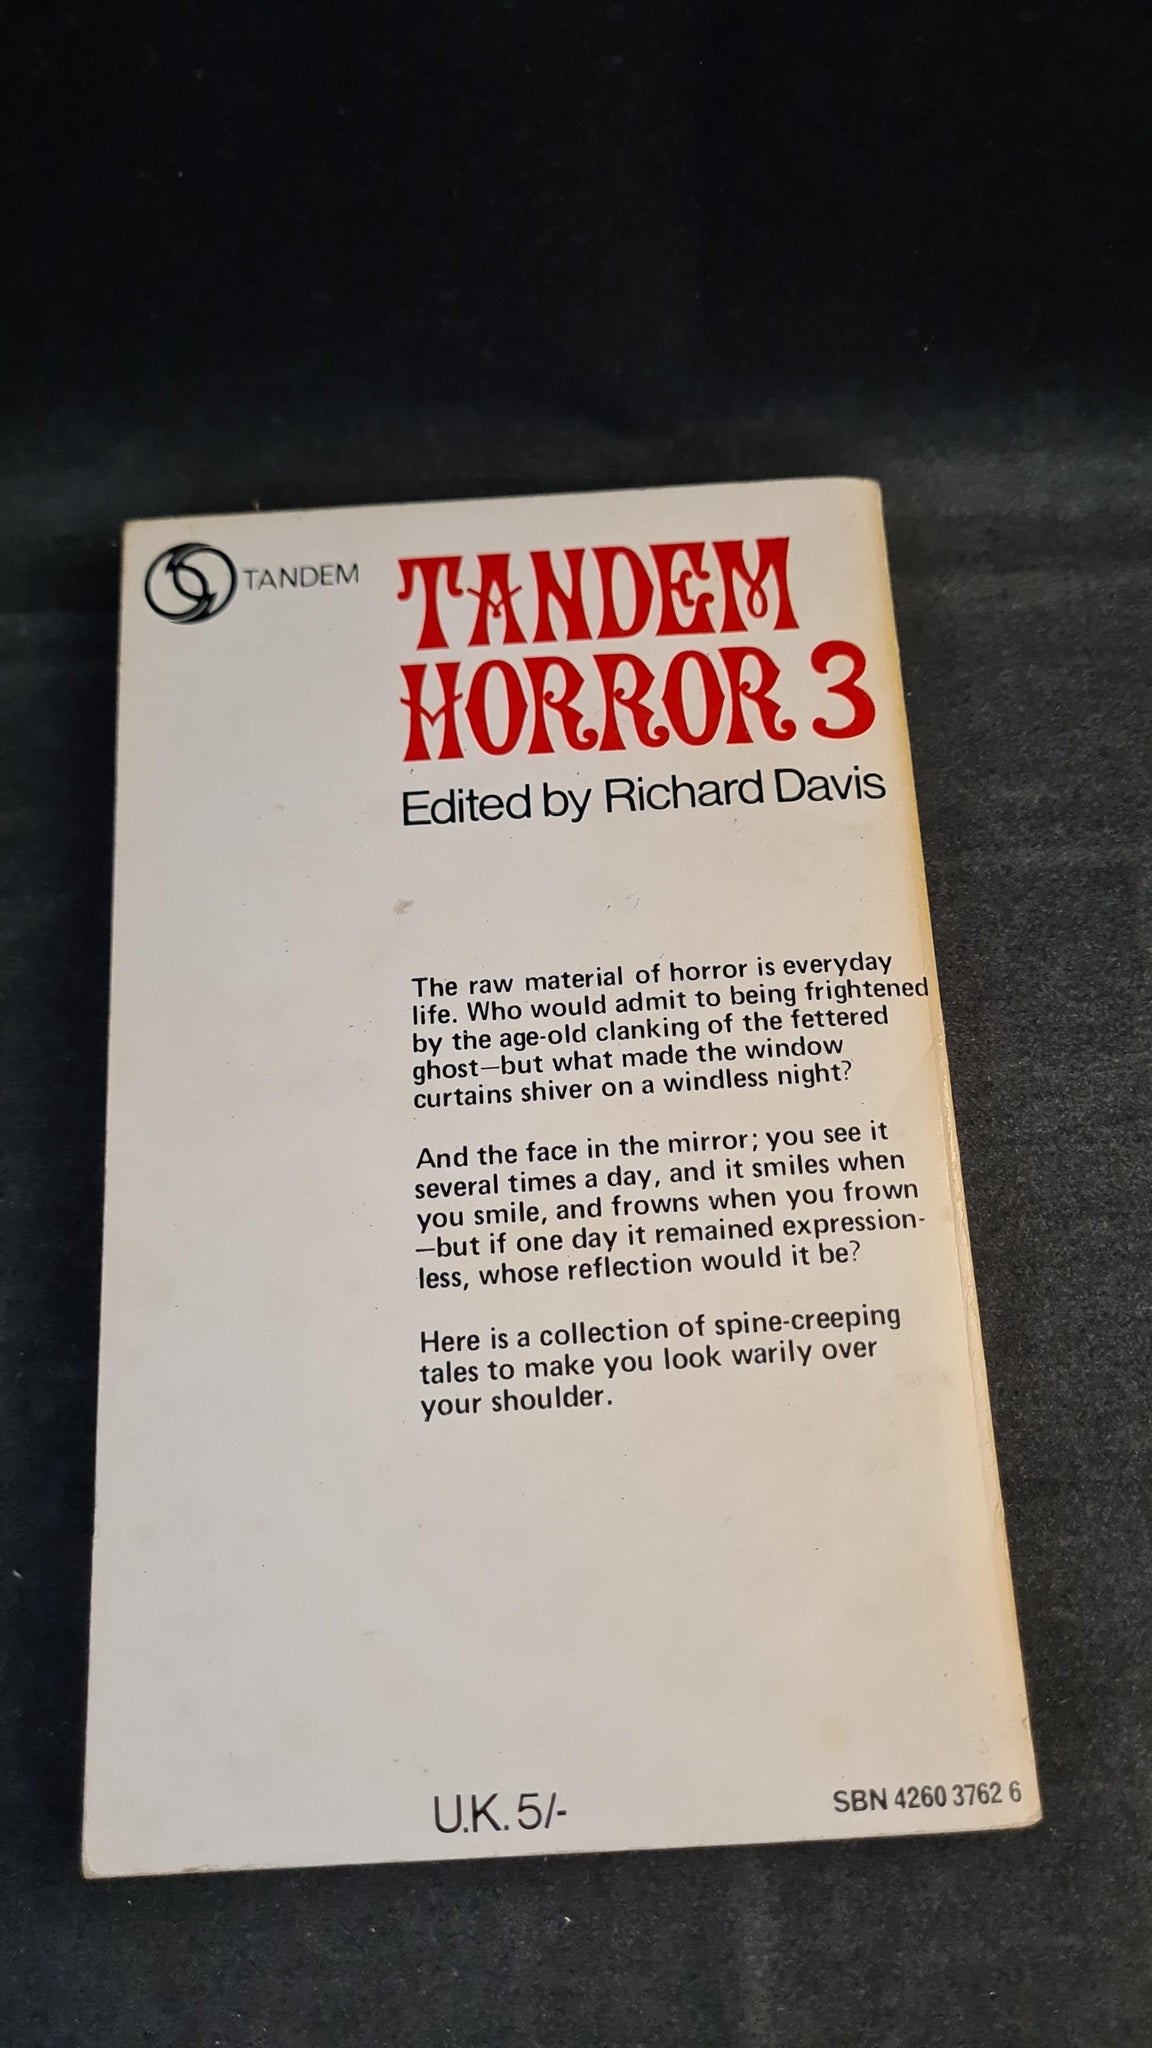 TANDEM
TANDEM
HORROR 3
Edited by Richard Davis
The raw material of horror is everyday
life. Who would admit to being frightened
by the age-old clanking of the fettered
ghost—but what made the window
curtains shiver on a windless night?
And the face in the mirror; you see it
several times a day, and it smiles when
you smile, and frowns when you frown
—but if one day it remained expression-
less, whose reflection would it be?
Here is a collection of spine-creeping
tales to make you look warily over
your shoulder.
U.K. 5/-
SBN 4260 3762 6